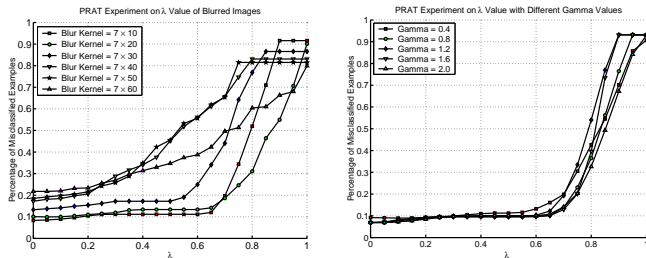 PRAT Experiment on λ Value of Blurred Images
Percentage of Misclassified Examples
1
0.9
0.8
0.7
0.6
0.5
0.4
0.3
0.2
0.1
0
Blur Kernel = 7 × 10
Blur Kernel = 7 × 20
Blur Kernel = 7 × 30
Blur Kernel = 7 × 40
Blur Kernel = 7 × 50
Blur Kernel = 7 × 60
0 0.2 0.4 0.6 0.8 1
λ
PRAT Experiment on λ Value with Different Gamma Values
Percentage of Misclassified Examples
1
0.9
0.8
0.7
0.6
0.5
0.4
0.3
0.2
0.1
0
Gamma = 0.4
Gamma = 0.8
Gamma = 1.2
Gamma = 1.6
Gamma = 2.0
0 0.2 0.4 0.6 0.8 1
λ